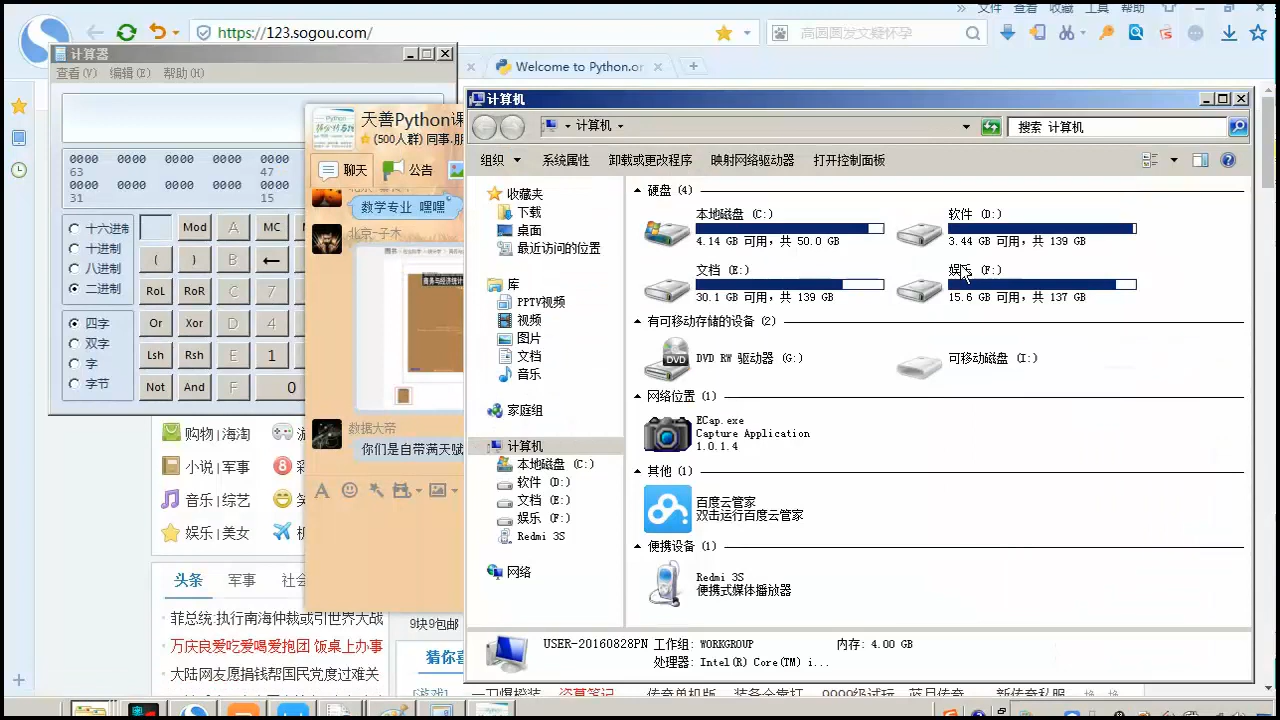 文件 查看 收藏 工具 帮助
https://123.sogou.com/
高圆圆发文疑怀孕
Welcome to Python.or
计算器
查看(V) 编辑(E) 帮助(H)
0000 0000 0000 0000 0000
63 47
0000 0000 0000 0000 0000
31 15
十六进制
十进制
八进制
二进制
四字
双字
字
字节
Mod A MC
( ) B ←
RoL RoR C 7
Or Xor D 4
Lsh Rsh E 1
Not And F 0
天善Python课
(500人群) 同事.朋
聊天 公告
数学专业 嘿嘿
北京-子木
数据大帝
你们是自带满天赋
计算机
计算机
搜索 计算机
组织 系统属性 卸载或更改程序 映射网络驱动器 打开控制面板
收藏夹
下载
桌面
最近访问的位置
库
PPTV视频
视频
图片
文档
音乐
家庭组
计算机
本地磁盘 (C:)
软件 (D:)
文档 (E:)
娱乐 (F:)
Redmi 3S
网络
硬盘 (4)
本地磁盘 (C:)
4.14 GB 可用，共 50.0 GB
软件 (D:)
3.44 GB 可用，共 139 GB
文档 (E:)
30.1 GB 可用，共 139 GB
娱乐 (F:)
15.6 GB 可用，共 137 GB
有可移动存储的设备 (2)
DVD
DVD RW 驱动器 (G:)
可移动磁盘 (I:)
网络位置 (1)
ECap.exe
Capture Application
1.0.1.4
其他 (1)
百度云管家
双击运行百度云管家
便携设备 (1)
Redmi 3S
便携式媒体播放器
USER-20160828PN 工作组: WORKGROUP 内存: 4.00 GB
处理器: Intel(R) Core(TM) i...
购物 | 海淘
小说 | 军事
音乐 | 综艺
娱乐 | 美女
头条 军事 社会
菲总统:执行南海仲裁或引世界大战
万庆良爱吃爱喝爱抱团 饭桌上办事
大陆网友愿捐钱帮国民党度过难关
9块9包邮
猜你喜
[游戏]